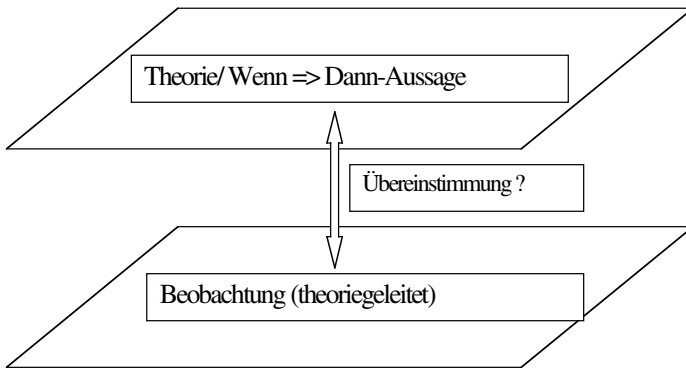 Theorie/ Wenn => Dann-Aussage
Übereinstimmung ?
Beobachtung (theoriegeleitet)